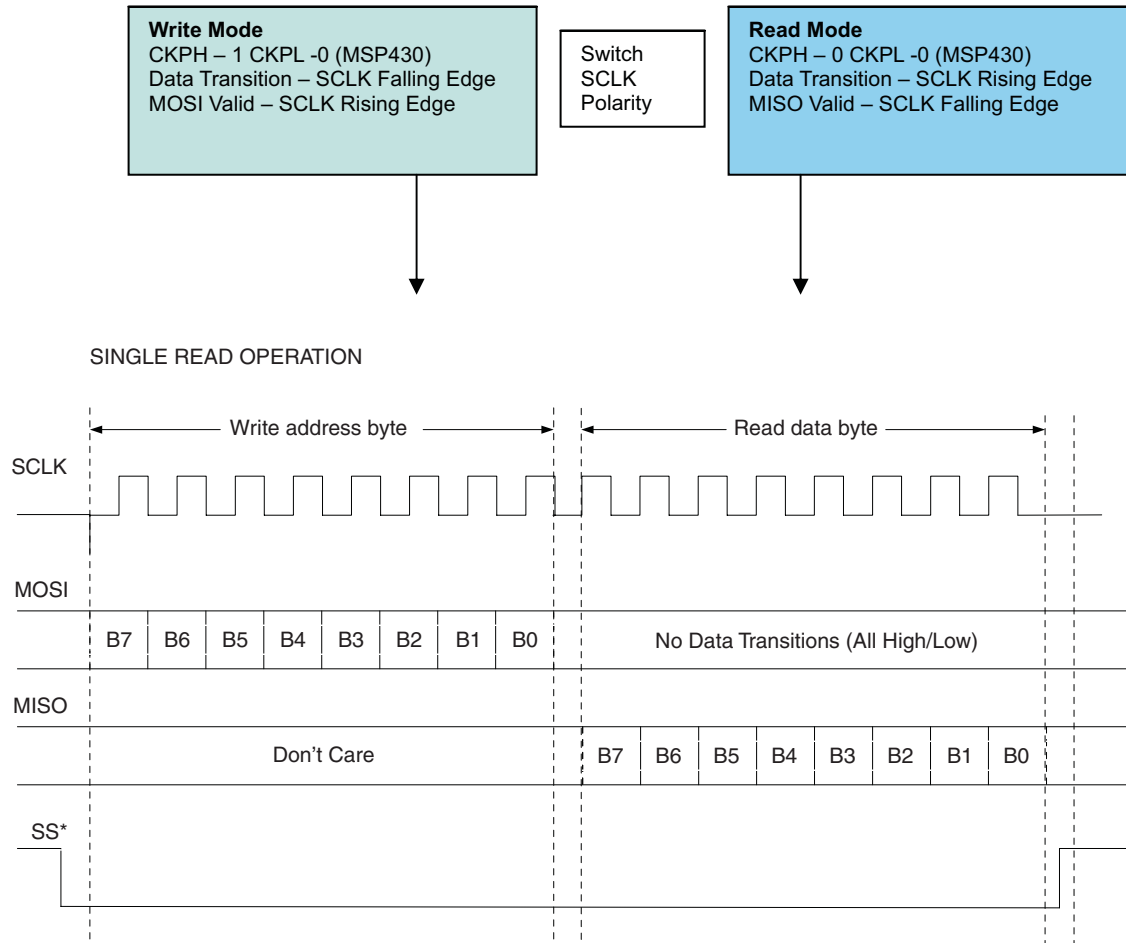 Write Mode
CKPH – 1 CKPL -0 (MSP430)
Data Transition – SCLK Falling Edge
MOSI Valid – SCLK Rising Edge
Switch
SCLK
Polarity
Read Mode
CKPH – 0 CKPL -0 (MSP430)
Data Transition – SCLK Rising Edge
MISO Valid – SCLK Falling Edge
SINGLE READ OPERATION
Write address byte
Read data byte
SCLK
MOSI
B7 B6 B5 B4 B3 B2 B1 B0
No Data Transitions (All High/Low)
MISO
Don't Care
B7 B6 B5 B4 B3 B2 B1 B0
SS*